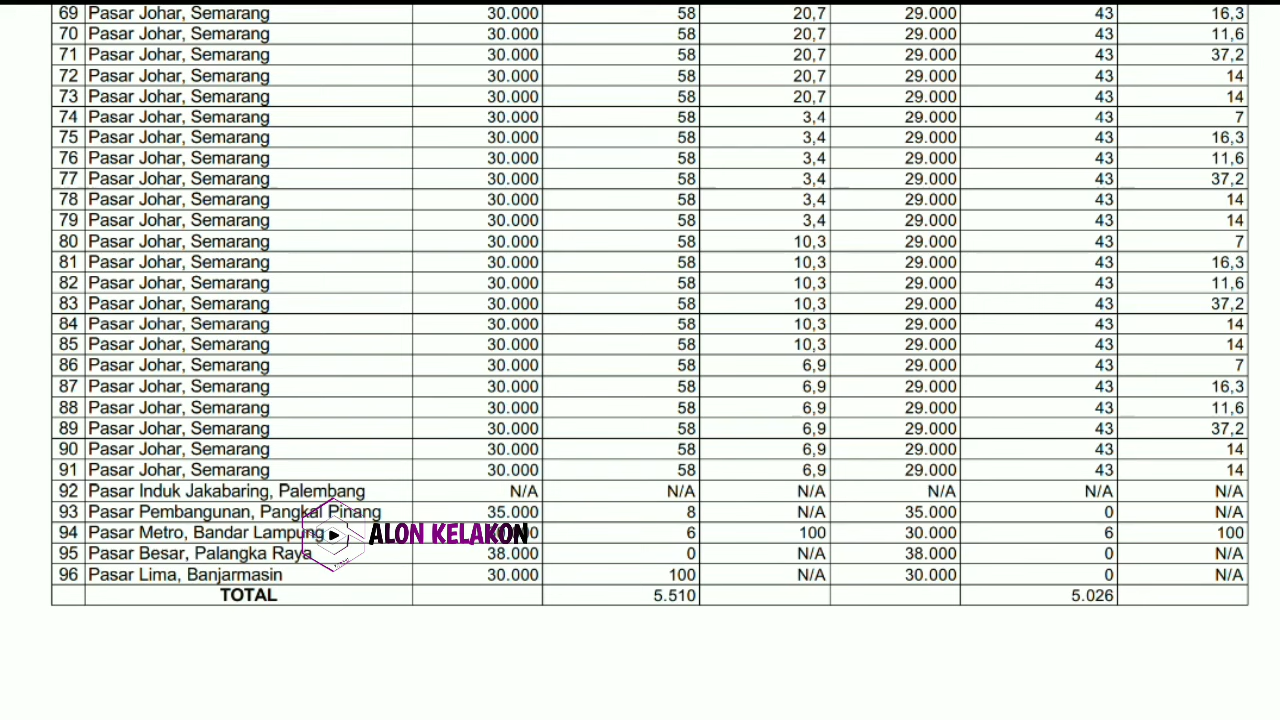 69 Pasar Johar, Semarang 30.000 58 20,7 29.000 43 16,3
70 Pasar Johar, Semarang 30.000 58 20,7 29.000 43 11,6
71 Pasar Johar, Semarang 30.000 58 20,7 29.000 43 37,2
72 Pasar Johar, Semarang 30.000 58 20,7 29.000 43 14
73 Pasar Johar, Semarang 30.000 58 20,7 29.000 43 14
74 Pasar Johar, Semarang 30.000 58 3,4 29.000 43 7
75 Pasar Johar, Semarang 30.000 58 3,4 29.000 43 16,3
76 Pasar Johar, Semarang 30.000 58 3,4 29.000 43 11,6
77 Pasar Johar, Semarang 30.000 58 3,4 29.000 43 37,2
78 Pasar Johar, Semarang 30.000 58 3,4 29.000 43 14
79 Pasar Johar, Semarang 30.000 58 3,4 29.000 43 14
80 Pasar Johar, Semarang 30.000 58 10,3 29.000 43 7
81 Pasar Johar, Semarang 30.000 58 10,3 29.000 43 16,3
82 Pasar Johar, Semarang 30.000 58 10,3 29.000 43 11,6
83 Pasar Johar, Semarang 30.000 58 10,3 29.000 43 37,2
84 Pasar Johar, Semarang 30.000 58 10,3 29.000 43 14
85 Pasar Johar, Semarang 30.000 58 10,3 29.000 43 14
86 Pasar Johar, Semarang 30.000 58 6,9 29.000 43 7
87 Pasar Johar, Semarang 30.000 58 6,9 29.000 43 16,3
88 Pasar Johar, Semarang 30.000 58 6,9 29.000 43 11,6
89 Pasar Johar, Semarang 30.000 58 6,9 29.000 43 37,2
90 Pasar Johar, Semarang 30.000 58 6,9 29.000 43 14
91 Pasar Johar, Semarang 30.000 58 6,9 29.000 43 14
92 Pasar Induk Jakabaring, Palembang N/A N/A N/A N/A N/A N/A
93 Pasar Pembangunan, Pangkal Pinang 35.000 8 N/A 35.000 0 N/A
94 Pasar Metro, Bandar Lampung 6 100 30.000 6 100
ALON KELAKON
95 Pasar Besar, Palangka Raya 38.000 0 N/A 38.000 0 N/A
96 Pasar Lima, Banjarmasin 30.000 100 N/A 30.000 0 N/A
TOTAL 5.510 5.026